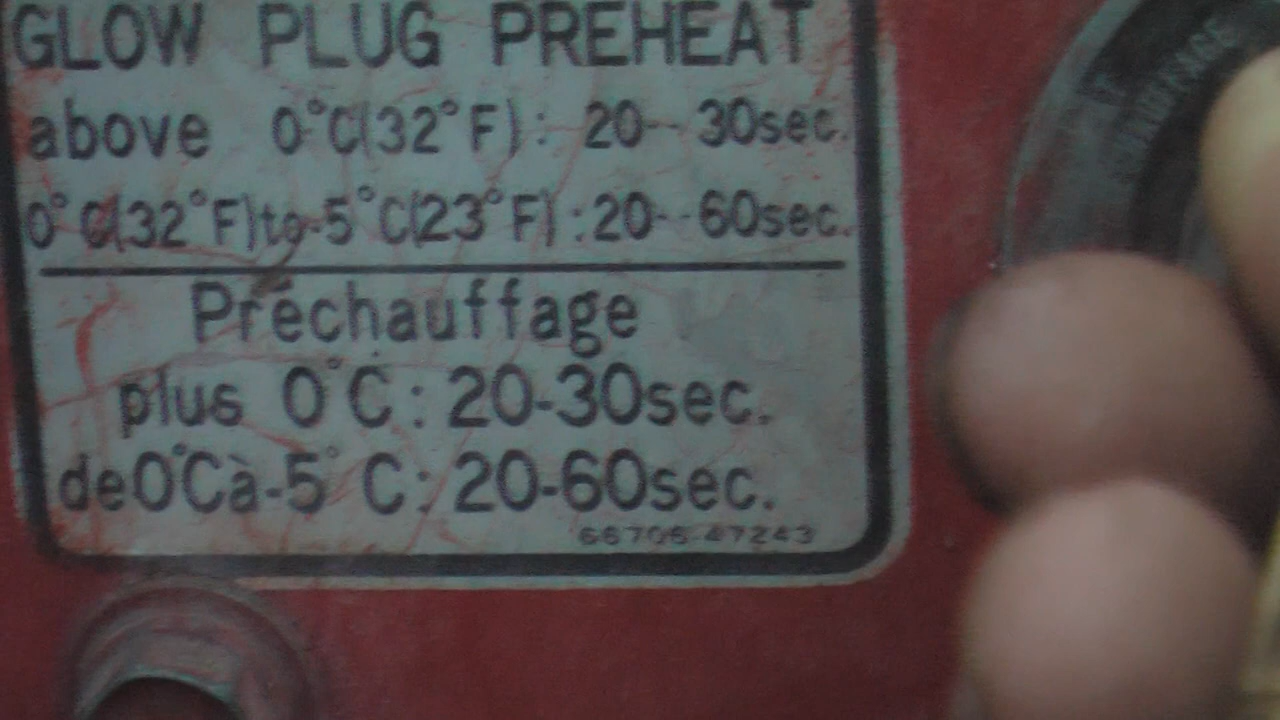 GLOW PLUG PREHEAT
above 0°C(32°F): 20--30sec.
0°C(32°F)to-5°C(23°F):20--60sec.
Préchauffage
plus 0°C: 20-30sec.
de0°Cà-5°C: 20-60sec.
66706-47243